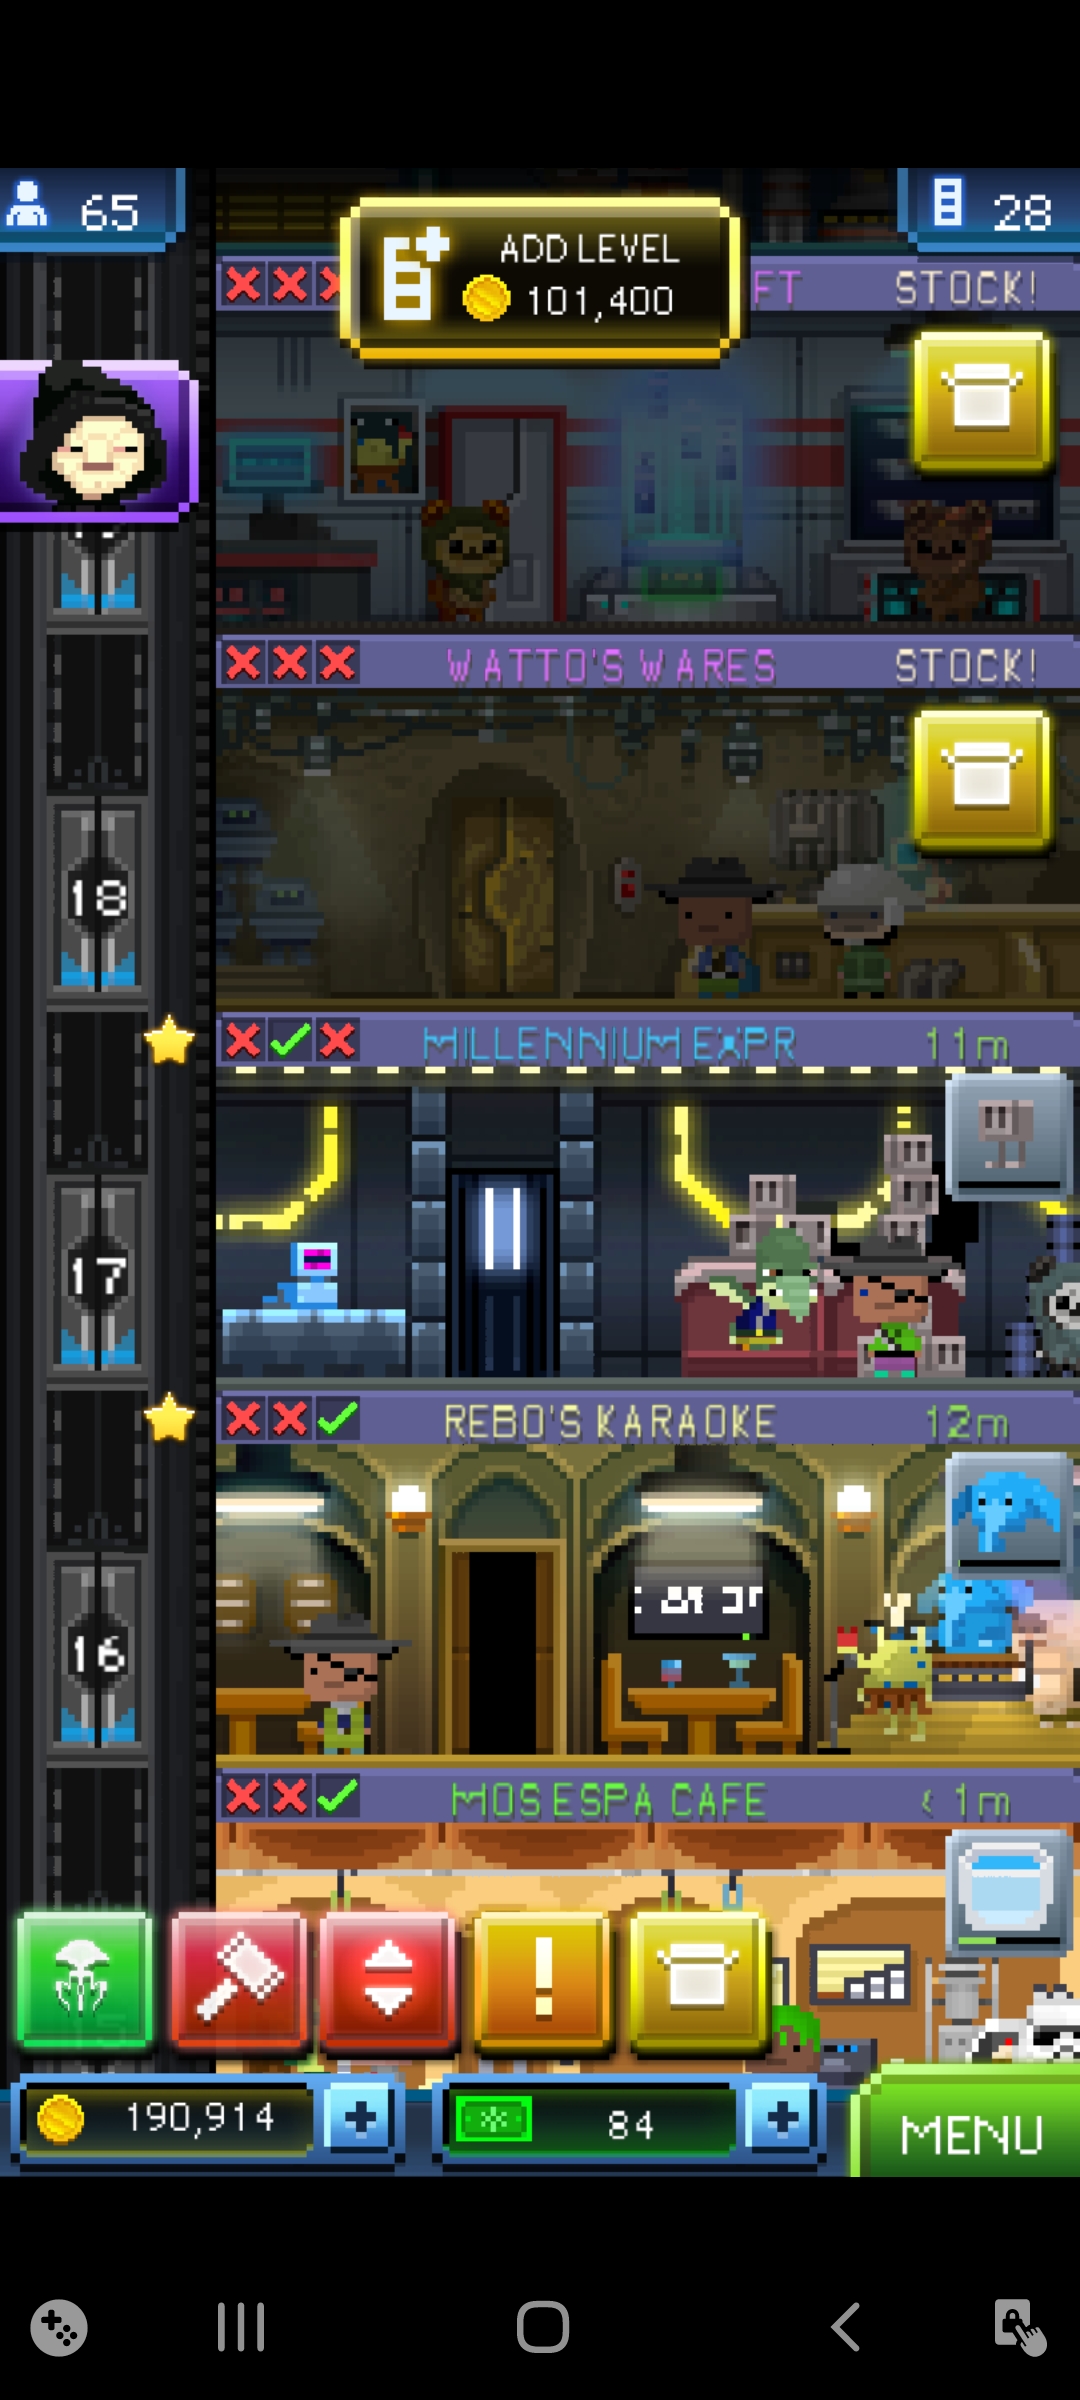 65
ADD LEVEL
101,400
28
FT STOCK!
WATTO'S WARES STOCK!
18
MILLENNIUM EXPR 11m
17
REBO'S KARAOKE 12m
16
MOS ESPA CAFE < 1m
190,914
84
MENU